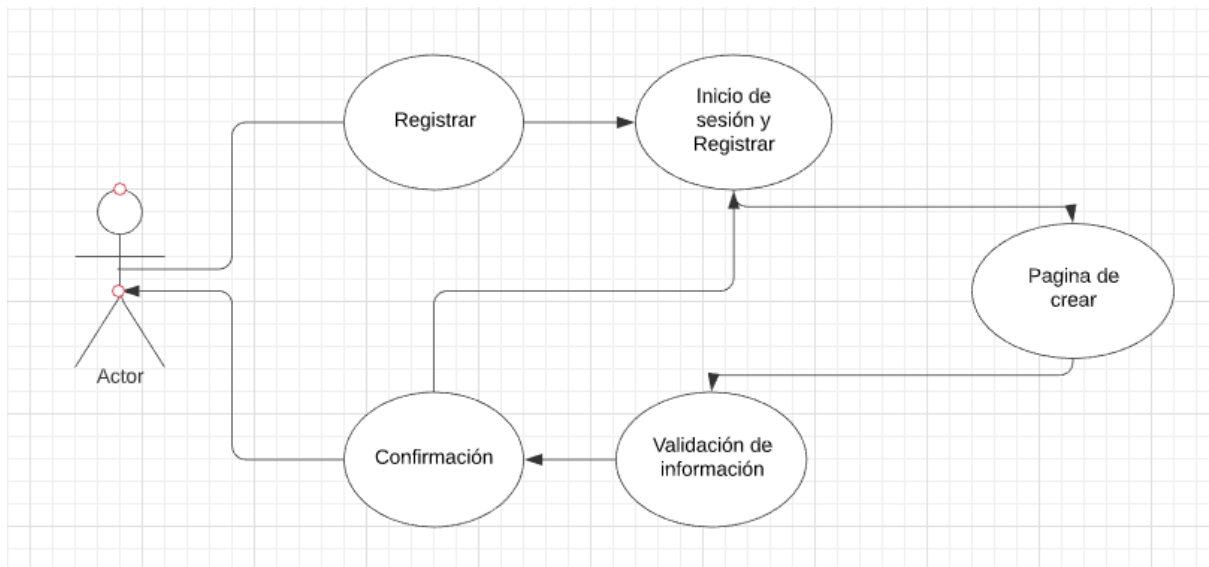 Registrar
Inicio de
sesión y
Registrar
Pagina de
crear
Actor
Confirmación
Validación de
información